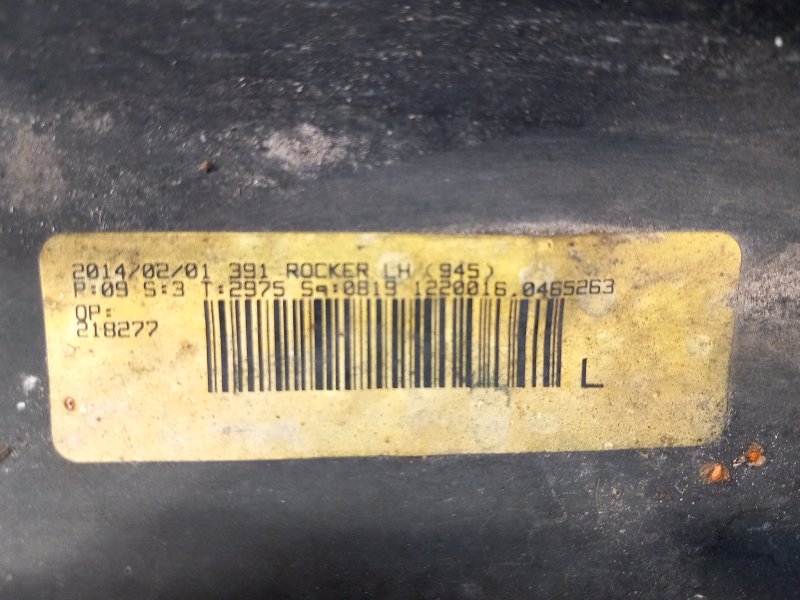 2014/02/01 391 ROCKER LH (945)
P:09 S:3 T:2975 Sq:0819 1220016.0465263
OP:
218277
L